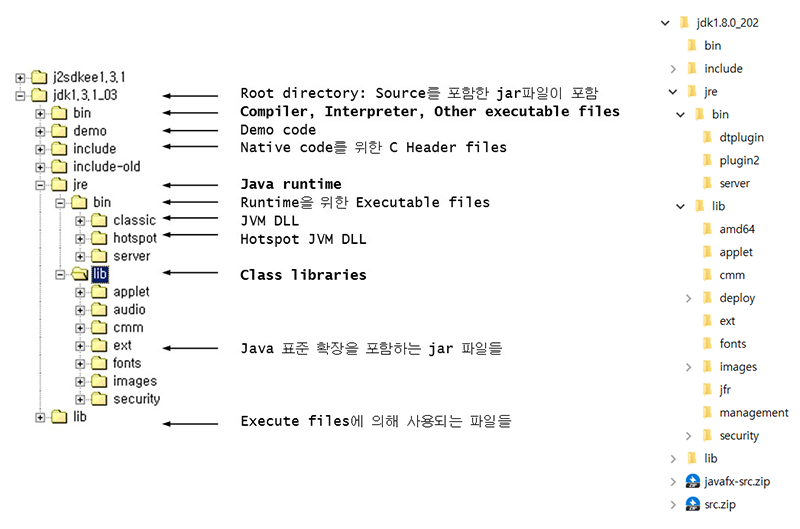 j2sdkee1,3,1
jdk1,3,1_03
Root directory: Source를 포함한 jar파일이 포함
bin
Compiler, Interpreter, Other executable files
demo
Demo code
include
Native code를 위한 C Header files
include-old
jre
Java runtime
bin
Runtime을 위한 Executable files
classic
JVM DLL
hotspot
Hotspot JVM DLL
server
lib
Class libraries
applet
audio
cmm
ext
Java 표준 확장을 포함하는 jar 파일들
fonts
images
security
lib
Execute files에 의해 사용되는 파일들
jdk1.8.0_202
bin
include
jre
bin
dtplugin
plugin2
server
lib
amd64
applet
cmm
deploy
ext
fonts
images
jfr
management
security
lib
javafx-src.zip
src.zip